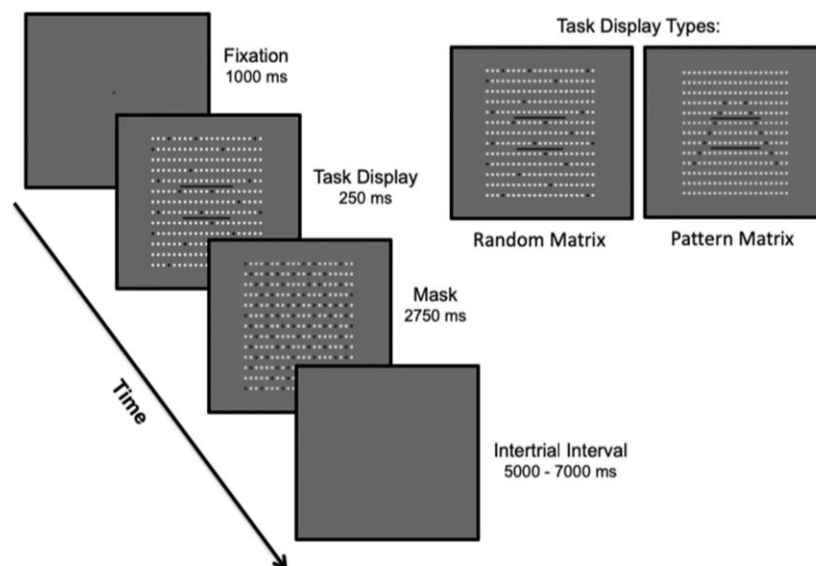 Fixation
1000 ms
Task Display
250 ms
Mask
2750 ms
Intertrial Interval
5000 - 7000 ms
Time
Task Display Types:
Random Matrix
Pattern Matrix